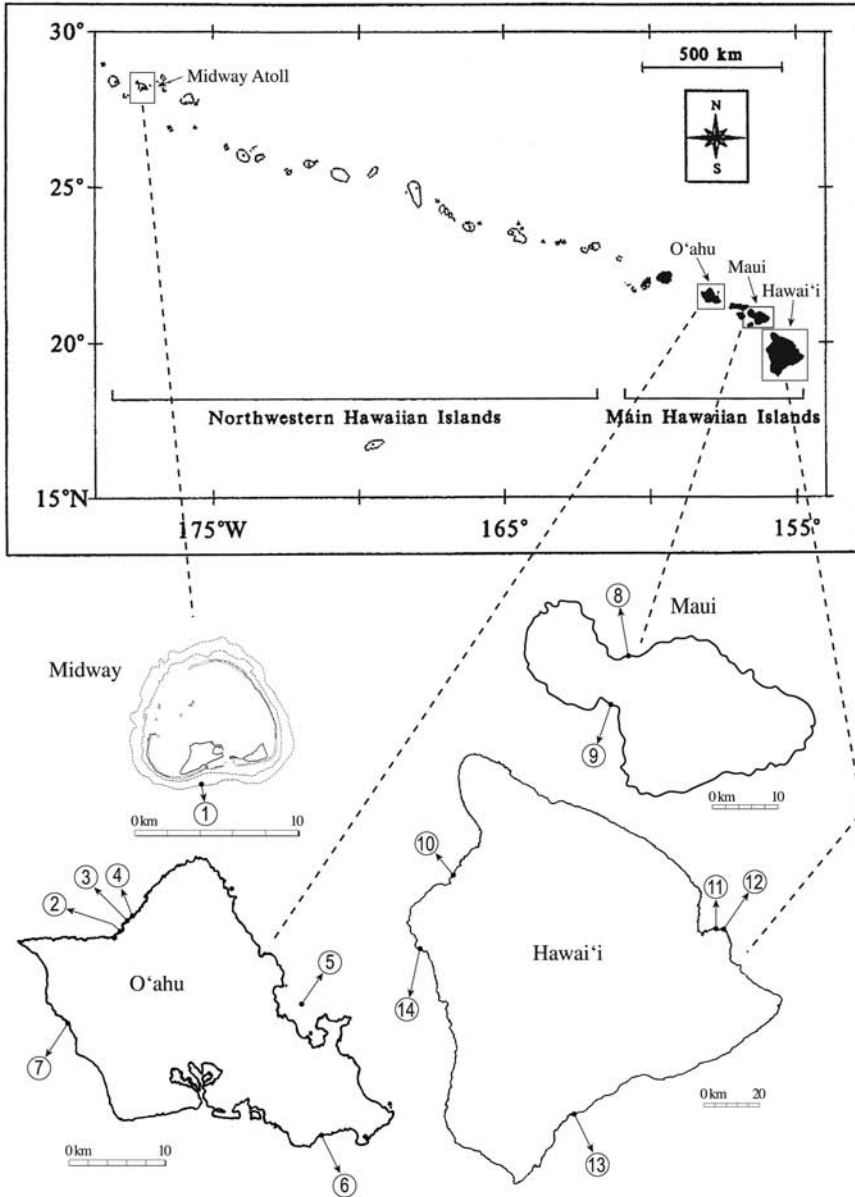 30°
25°
20°
15°N
175°W
165°
155°
500 km
N
S
Midway Atoll
O‘ahu
Maui
Hawai‘i
Northwestern Hawaiian Islands
Main Hawaiian Islands
Midway
1
0 km 10
Maui
8
9
0 km 10
O‘ahu
2
3
4
5
6
7
0 km 10
Hawai‘i
10
11
12
13
14
0 km 20